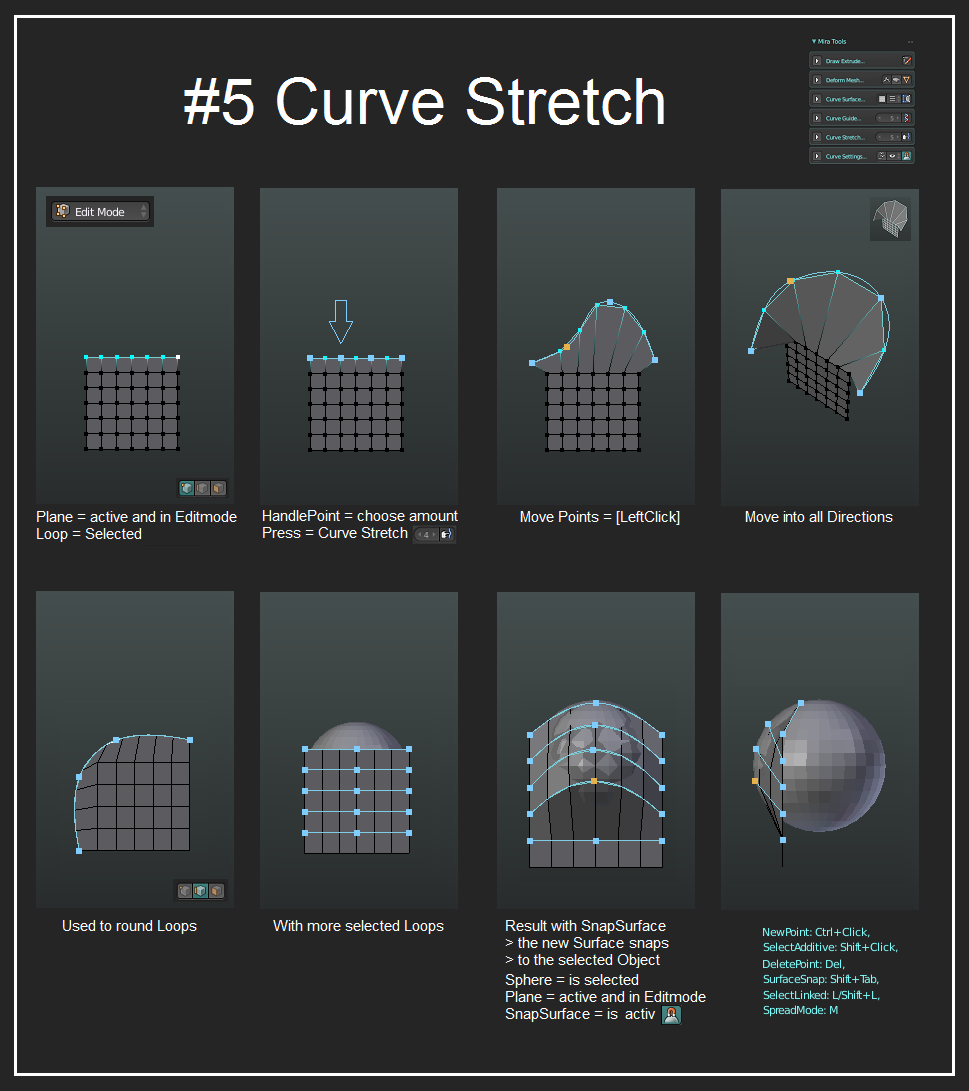 ▼ Mira Tools
#5 Curve Stretch
Draw Extrude...
Deform Mesh...
Curve Surface...
Curve Guide... 5
Curve Stretch... 5
Curve Settings...
Edit Mode
Plane = active and in Editmode
Loop = Selected
HandlePoint = choose amount
Press = Curve Stretch 4
Move Points = [LeftClick]
Move into all Directions
Used to round Loops
With more selected Loops
Result with SnapSurface
> the new Surface snaps
> to the selected Object
Sphere = is selected
Plane = active and in Editmode
SnapSurface = is activ
NewPoint: Ctrl+Click,
SelectAdditive: Shift+Click,
DeletePoint: Del,
SurfaceSnap: Shift+Tab,
SelectLinked: L/Shift+L,
SpreadMode: M